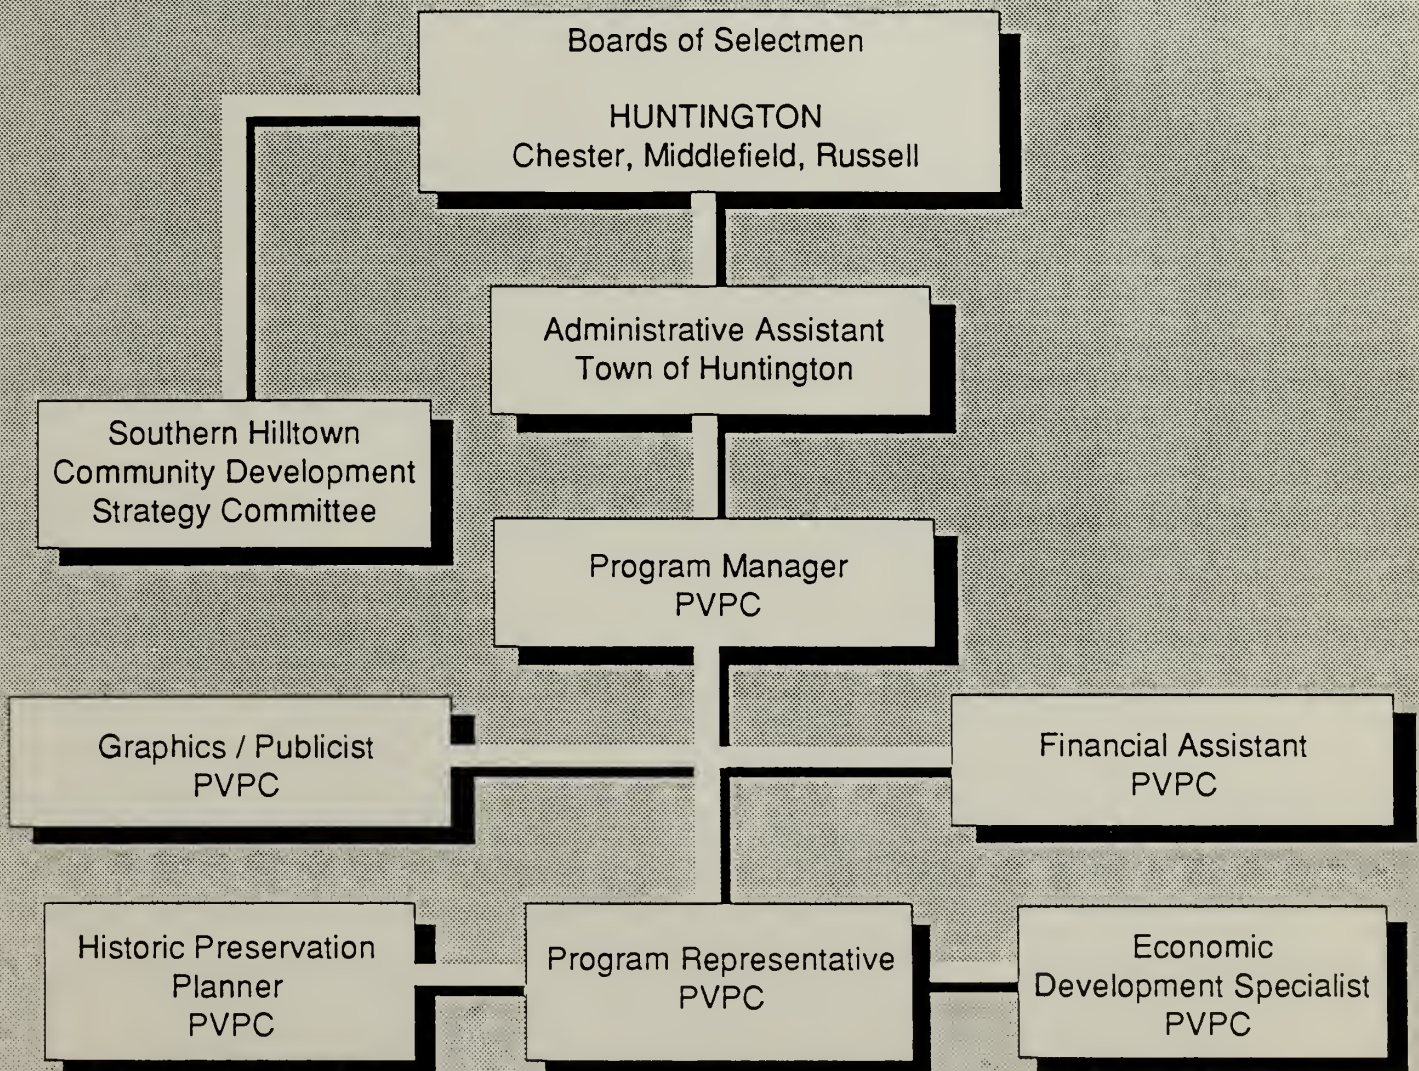 Boards of Selectmen
HUNTINGTON
Chester, Middlefield, Russell
Administrative Assistant
Town of Huntington
Southern Hilltown
Community Development
Strategy Committee
Program Manager
PVPC
Graphics / Publicist
PVPC
Financial Assistant
PVPC
Historic Preservation
Planner
PVPC
Program Representative
PVPC
Economic
Development Specialist
PVPC